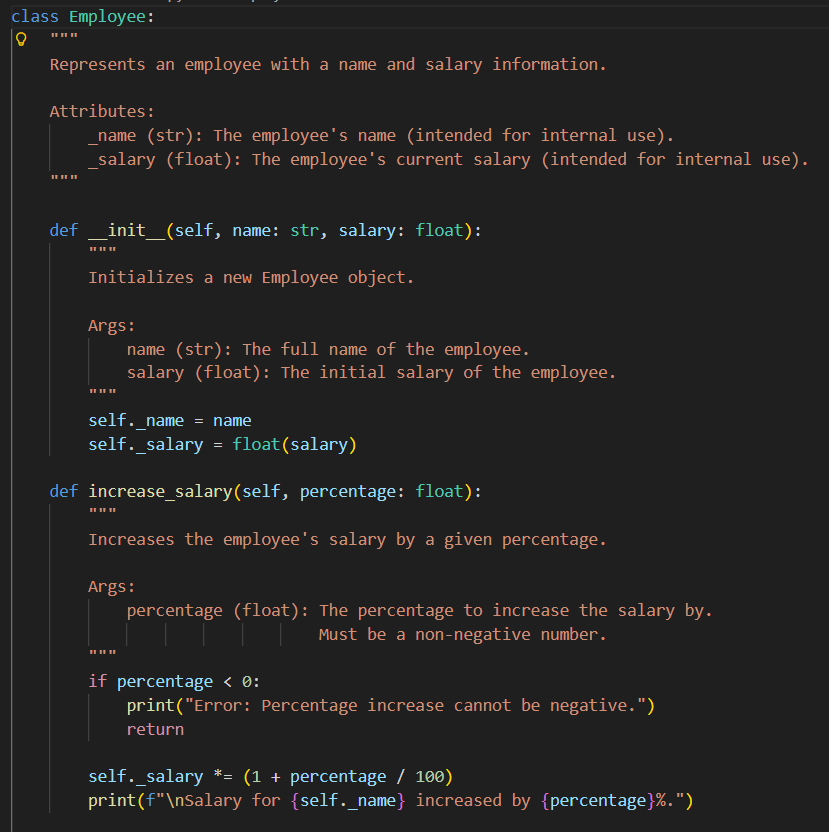 class Employee:
    """
    Represents an employee with a name and salary information.

    Attributes:
        _name (str): The employee's name (intended for internal use).
        _salary (float): The employee's current salary (intended for internal use).
    """

    def __init__(self, name: str, salary: float):
        """
        Initializes a new Employee object.

        Args:
            name (str): The full name of the employee.
            salary (float): The initial salary of the employee.
        """
        self._name = name
        self._salary = float(salary)

    def increase_salary(self, percentage: float):
        """
        Increases the employee's salary by a given percentage.

        Args:
            percentage (float): The percentage to increase the salary by.
                                Must be a non-negative number.
        """
        if percentage < 0:
            print("Error: Percentage increase cannot be negative.")
            return

        self._salary *= (1 + percentage / 100)
        print(f"\nSalary for {self._name} increased by {percentage}%.")